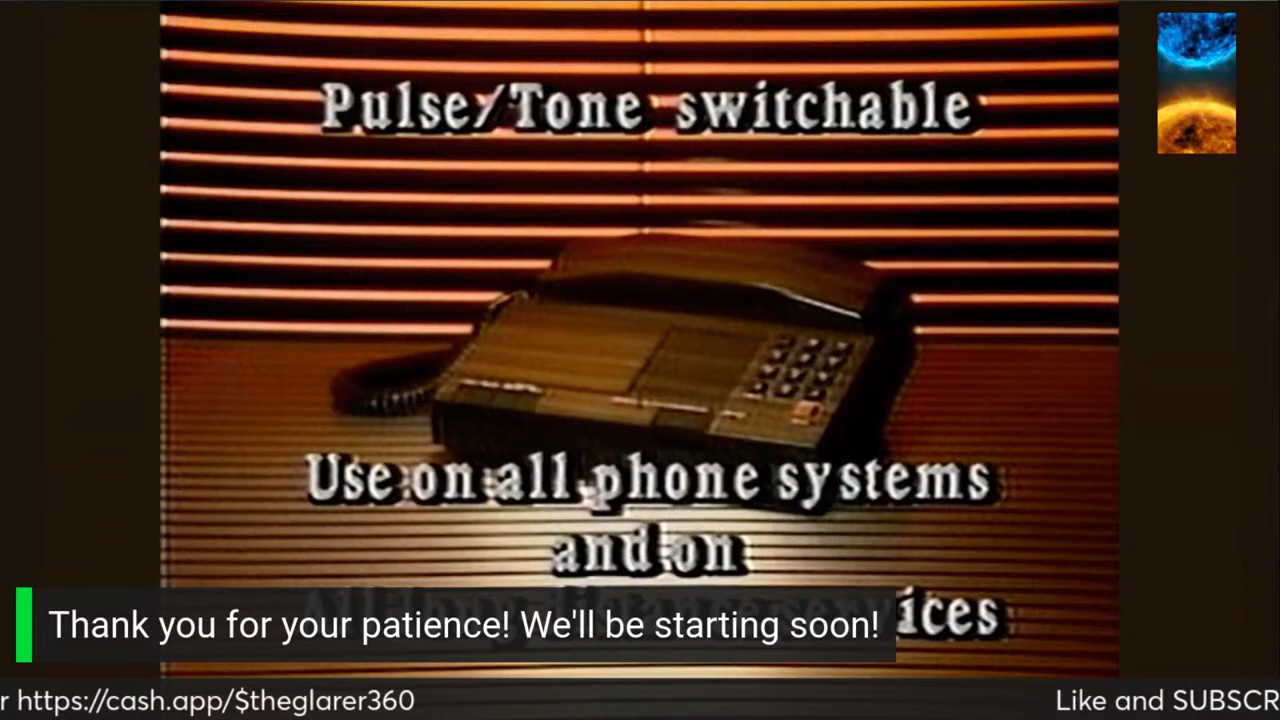 Pulse/Tone switchable
Use on all phone systems
and on
Thank you for your patience! We'll be starting soon!
r https://cash.app/$theglarer360
Like and SUBSCR